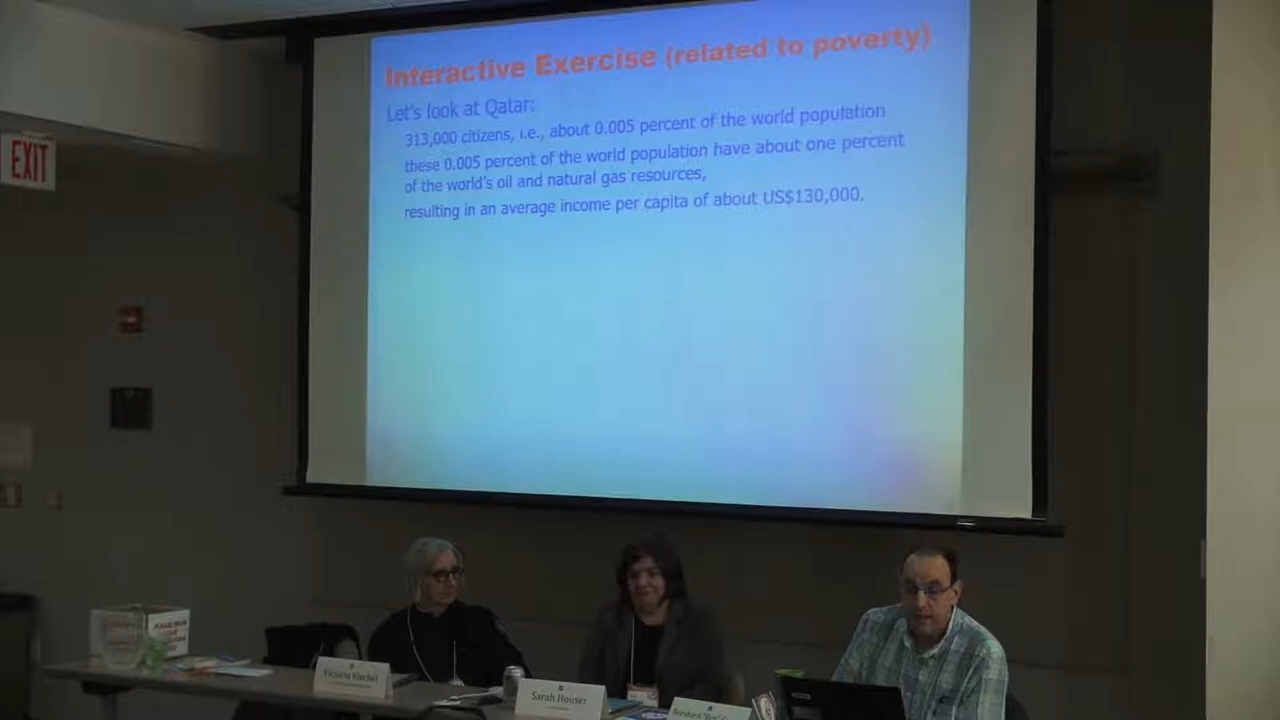 Interactive Exercise (related to poverty)
Let's look at Qatar:
313,000 citizens, i.e., about 0.005 percent of the world population
these 0.005 percent of the world population have about one percent
of the world's oil and natural gas resources,
resulting in an average income per capita of about US$130,000.
EXIT
Victoria Kiechel
Sarah Houser